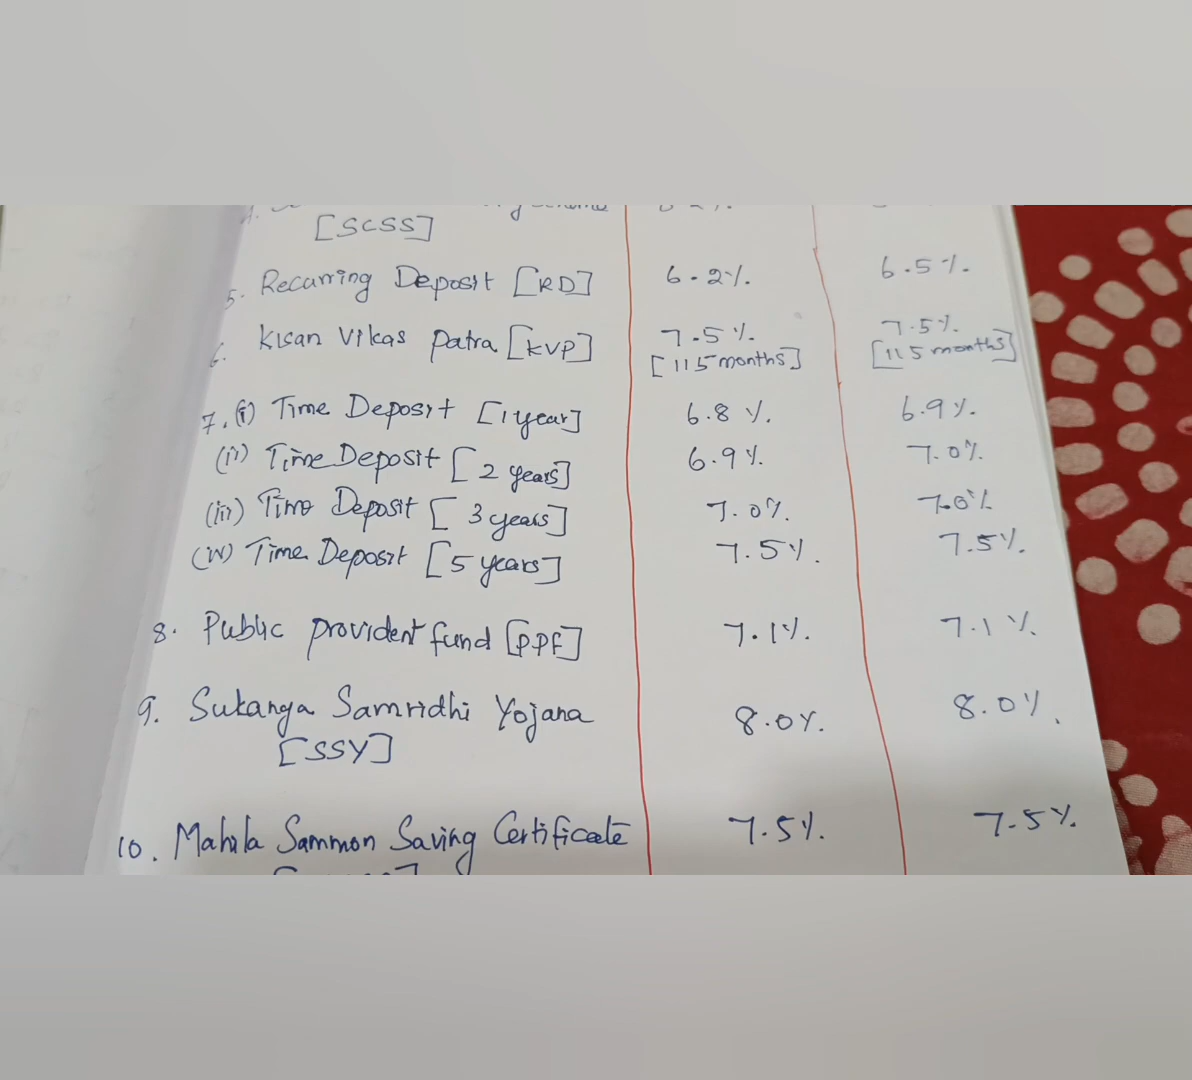 [SCSS]
5. Recurring Deposit [RD] 6.2% 6.5%
6. Kisan Vikas Patra [KVP] 7.5% 7.5%
[115 months] [115 months]
7. (i) Time Deposit [1 year] 6.8% 6.9%
(ii) Time Deposit [2 years] 6.9% 7.0%
(iii) Time Deposit [3 years] 7.0% 7.0%
(iv) Time Deposit [5 years] 7.5% 7.5%
8. Public provident fund [PPF] 7.1% 7.1%
9. Sukanya Samridhi Yojana 8.0% 8.0%
[SSY]
10. Mahila Samman Saving Certificate 7.5% 7.5%